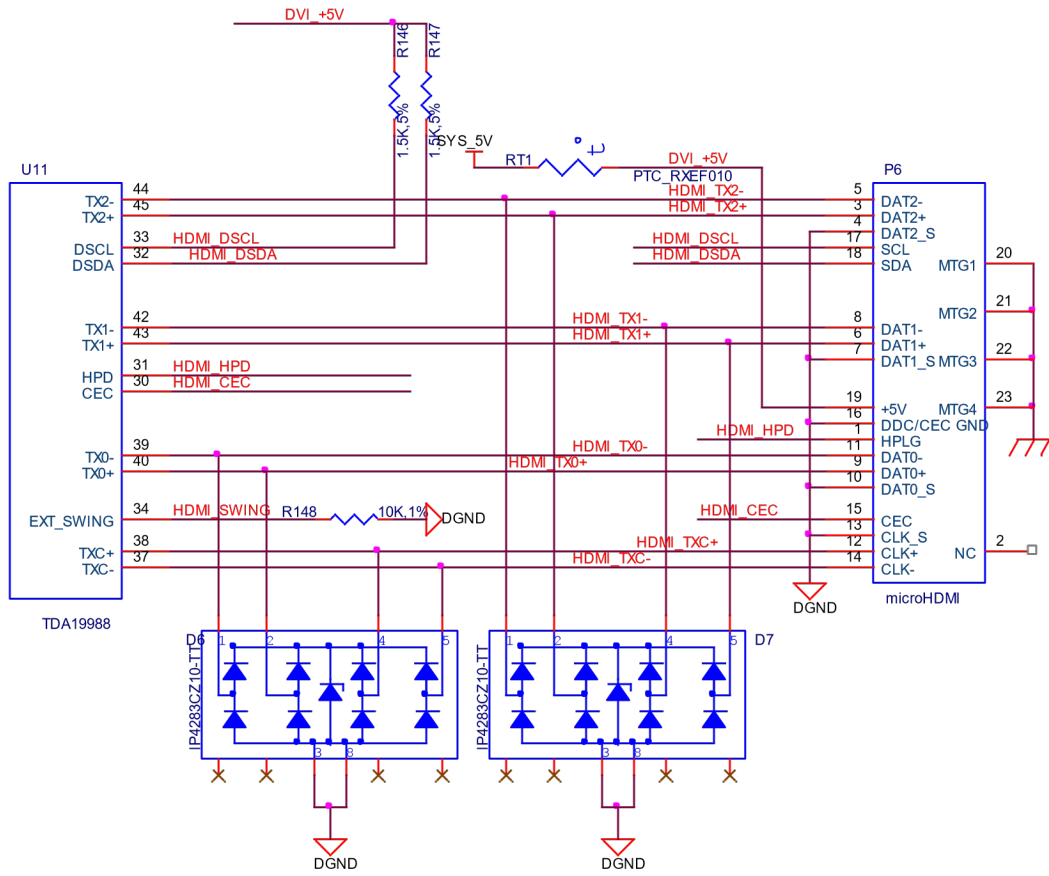 DVI_+5V
R146
R147
1.5K,5%
1.5K,5%
SYS_5V
RT1
t
DVI_+5V
PTC_RXEF010
U11
P6
44
TX2-
HDMI_TX2-
5
DAT2-
45
TX2+
HDMI_TX2+
3
DAT2+
4
DAT2_S
33
DSCL
HDMI_DSCL
HDMI_DSCL
17
SCL
32
DSDA
HDMI_DSDA
HDMI_DSDA
18
SDA
MTG1
20
MTG2
21
42
TX1-
HDMI_TX1-
8
DAT1-
43
TX1+
HDMI_TX1+
6
DAT1+
7
DAT1_S
MTG3
22
31
HPD
HDMI_HPD
30
CEC
HDMI_CEC
19
+5V
MTG4
23
16
DDC/CEC GND
HDMI_HPD
1
HPLG
39
TX0-
HDMI_TX0-
11
DAT0-
40
TX0+
HDMI_TX0+
9
DAT0+
10
DAT0_S
34
EXT_SWING
HDMI_SWING
R148
10K,1%
DGND
HDMI_CEC
15
CEC
13
CLK_S
38
TXC+
HDMI_TXC+
12
CLK+
NC
2
37
TXC-
HDMI_TXC-
14
CLK-
TDA19988
microHDMI
DGND
D6
1
2
4
5
IP4283CZ10-TT
3
8
DGND
D7
1
2
4
5
IP4283CZ10-TT
3
8
DGND